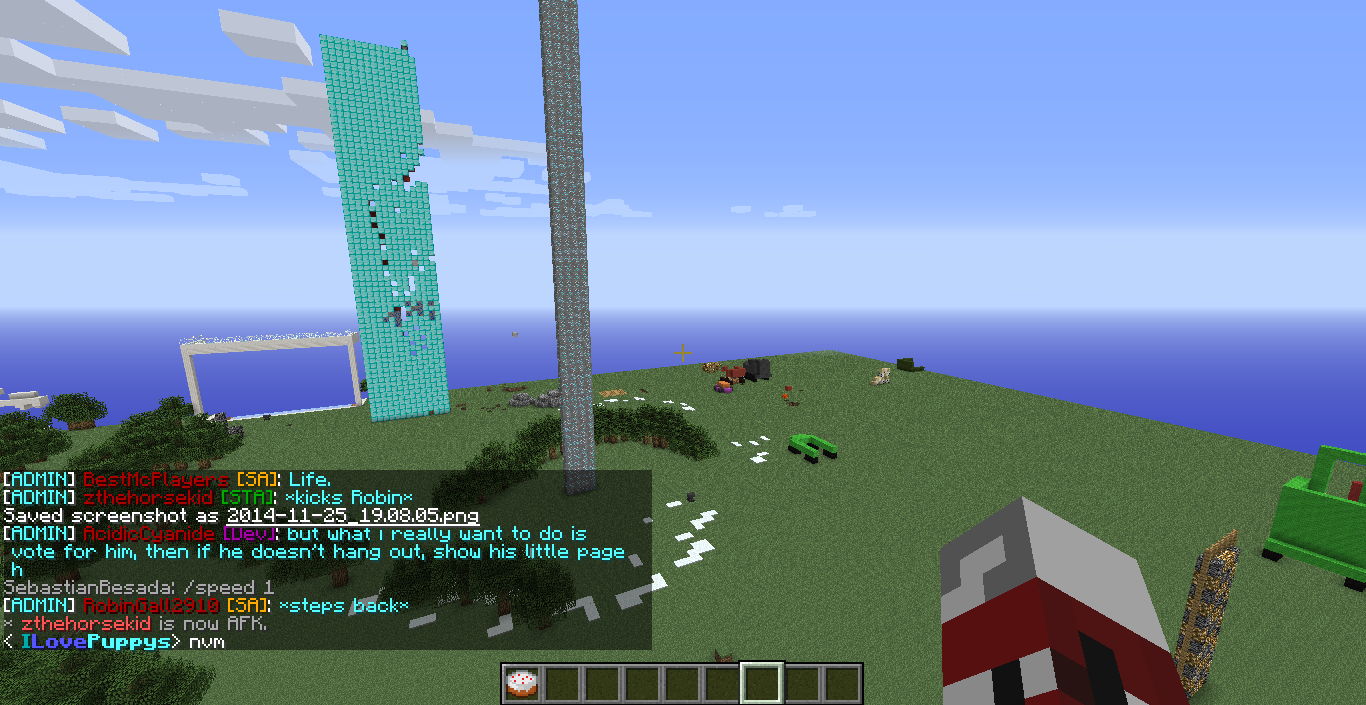 [ADMIN] BestMcPlayers [SA]: Life.
[ADMIN] zthehorsekid [STA]: *kicks Robin*
Saved screenshot as 2014-11-25_19.08.05.png
[ADMIN] AcidicCyanide [Dev]: but what i really want to do is
vote for him, then if he doesn't hang out, show his little page
h
SebastianBesada: /speed 1
[ADMIN] RobinGall2910 [SA]: *steps back*
* zthehorsekid is now AFK.
< ILovePuppys> nvm